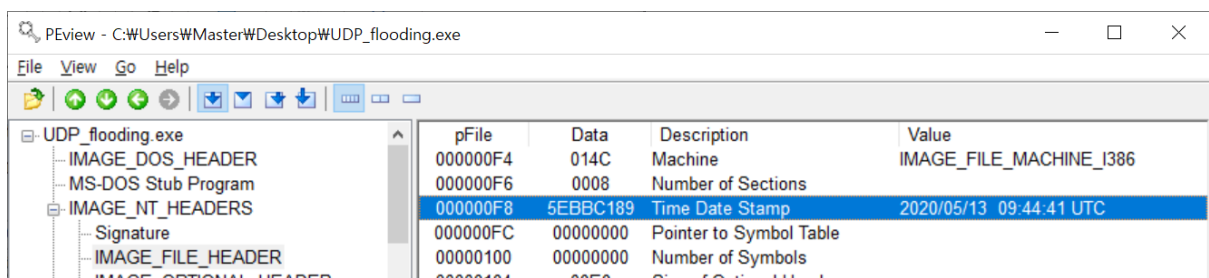 PEview - C:₩Users₩Master₩Desktop₩UDP_flooding.exe
File View Go Help
UDP_flooding.exe
IMAGE_DOS_HEADER
MS-DOS Stub Program
IMAGE_NT_HEADERS
Signature
IMAGE_FILE_HEADER
pFile Data Description Value
000000F4 014C Machine IMAGE_FILE_MACHINE_I386
000000F6 0008 Number of Sections
000000F8 5EBBC189 Time Date Stamp 2020/05/13 09:44:41 UTC
000000FC 00000000 Pointer to Symbol Table
00000100 00000000 Number of Symbols